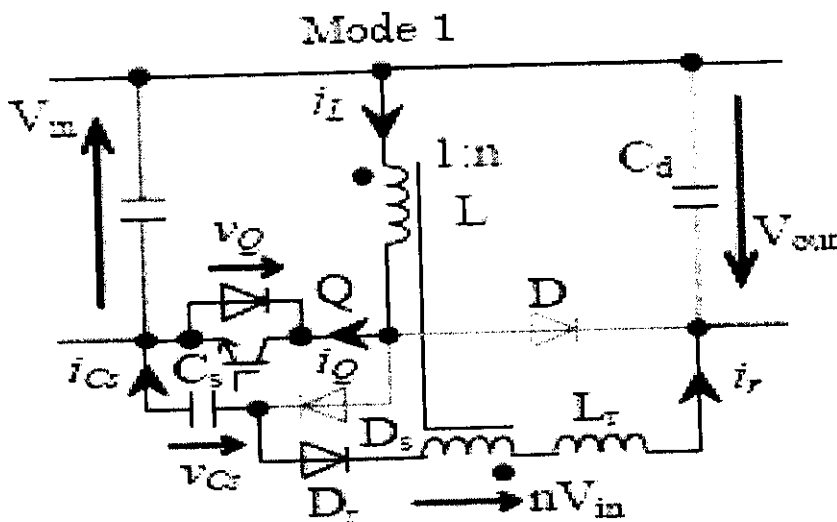 Mode 1
V_in
i_L
1:n
L
C_d
V_out
v_Q
Q
D
i_Cs
C_s
i_Q
i_r
D_s
L_r
v_Cs
D_r
nV_in